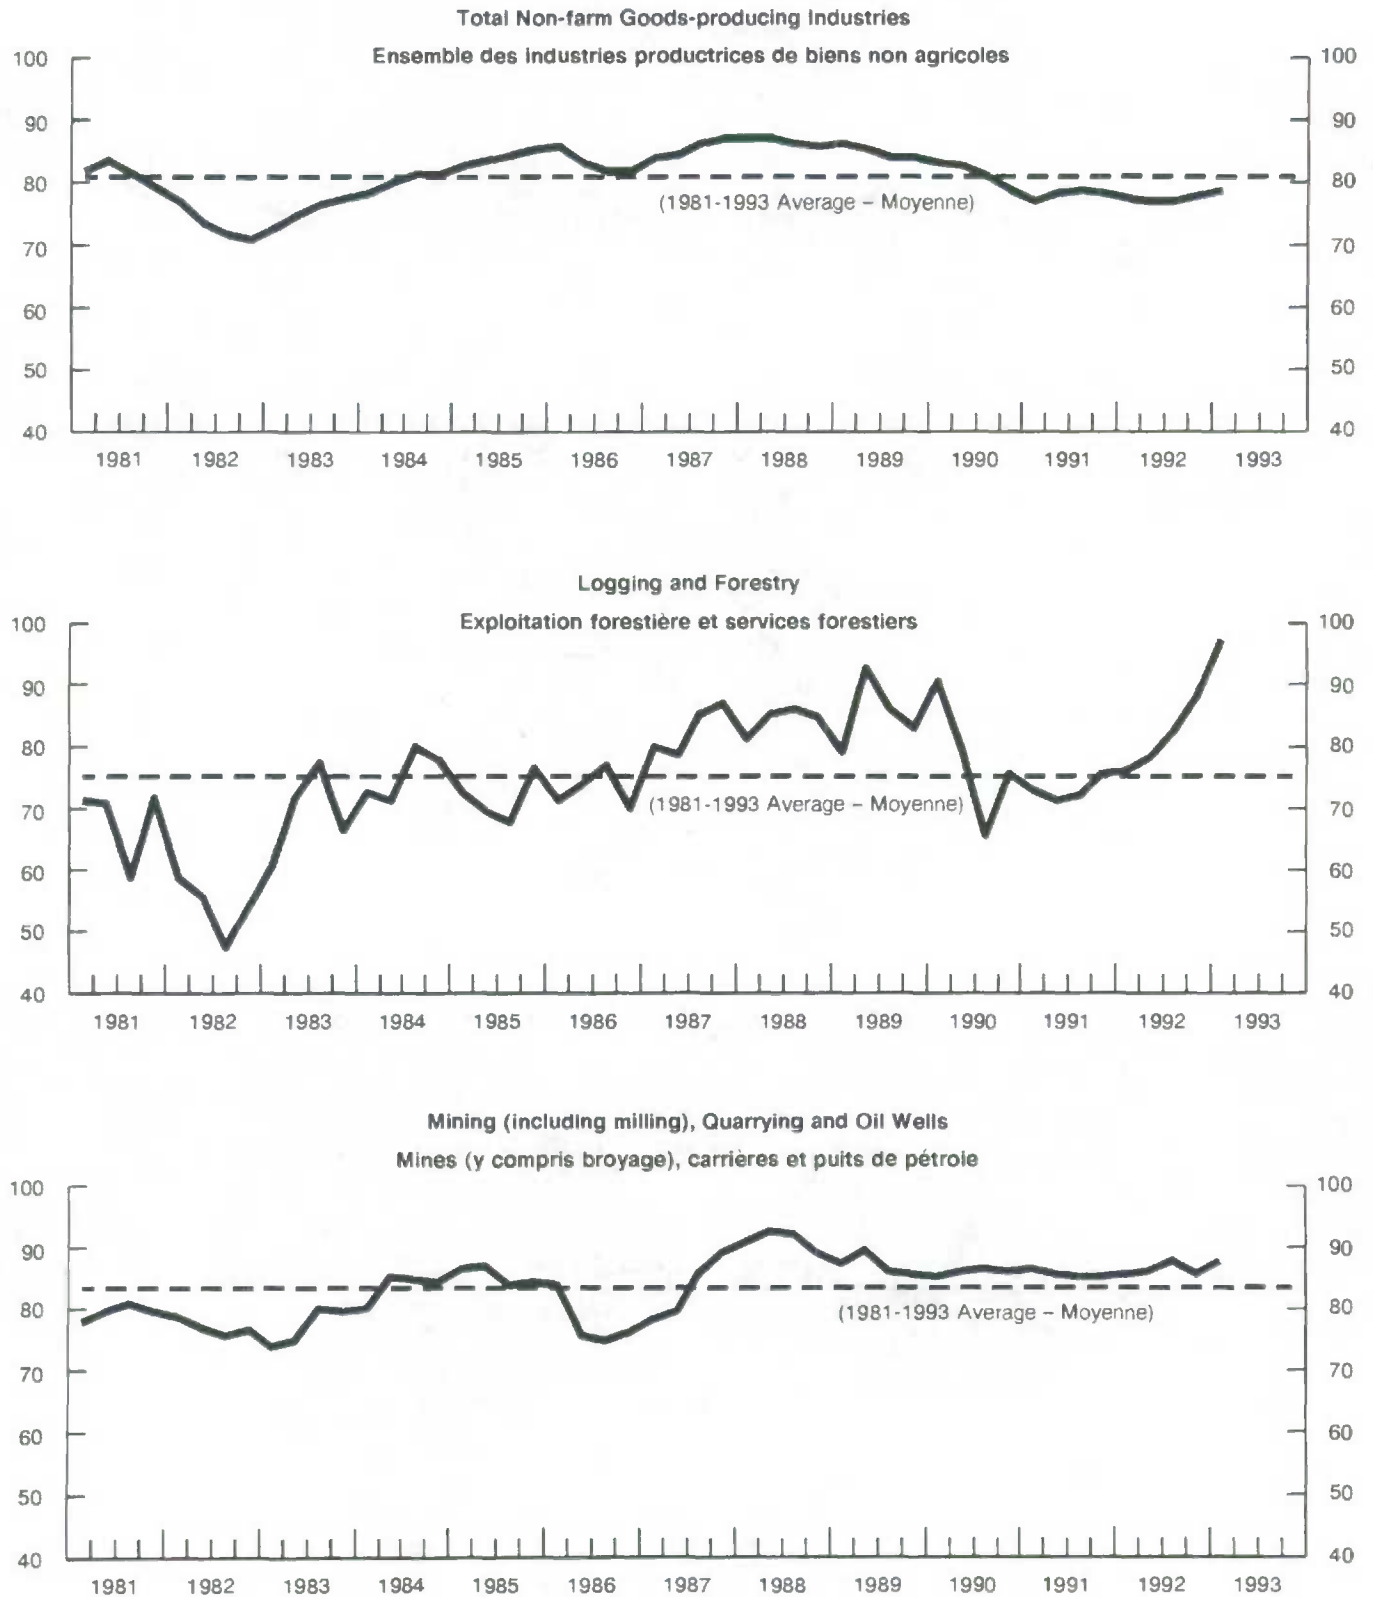 Total Non-farm Goods-producing Industries
Ensemble des industries productrices de biens non agricoles
100 100
90 90
80 80
(1981-1993 Average – Moyenne)
70 70
60 60
50 50
40 40
1981 1982 1983 1984 1985 1986 1987 1988 1989 1990 1991 1992 1993
Logging and Forestry
Exploitation forestière et services forestiers
100 100
90 90
80 80
(1981-1993 Average – Moyenne)
70 70
60 60
50 50
40 40
1981 1982 1983 1984 1985 1986 1987 1988 1989 1990 1991 1992 1993
Mining (including milling), Quarrying and Oil Wells
Mines (y compris broyage), carrières et puits de pétrole
100 100
90 90
80 80
(1981-1993 Average – Moyenne)
70 70
60 60
50 50
40 40
1981 1982 1983 1984 1985 1986 1987 1988 1989 1990 1991 1992 1993